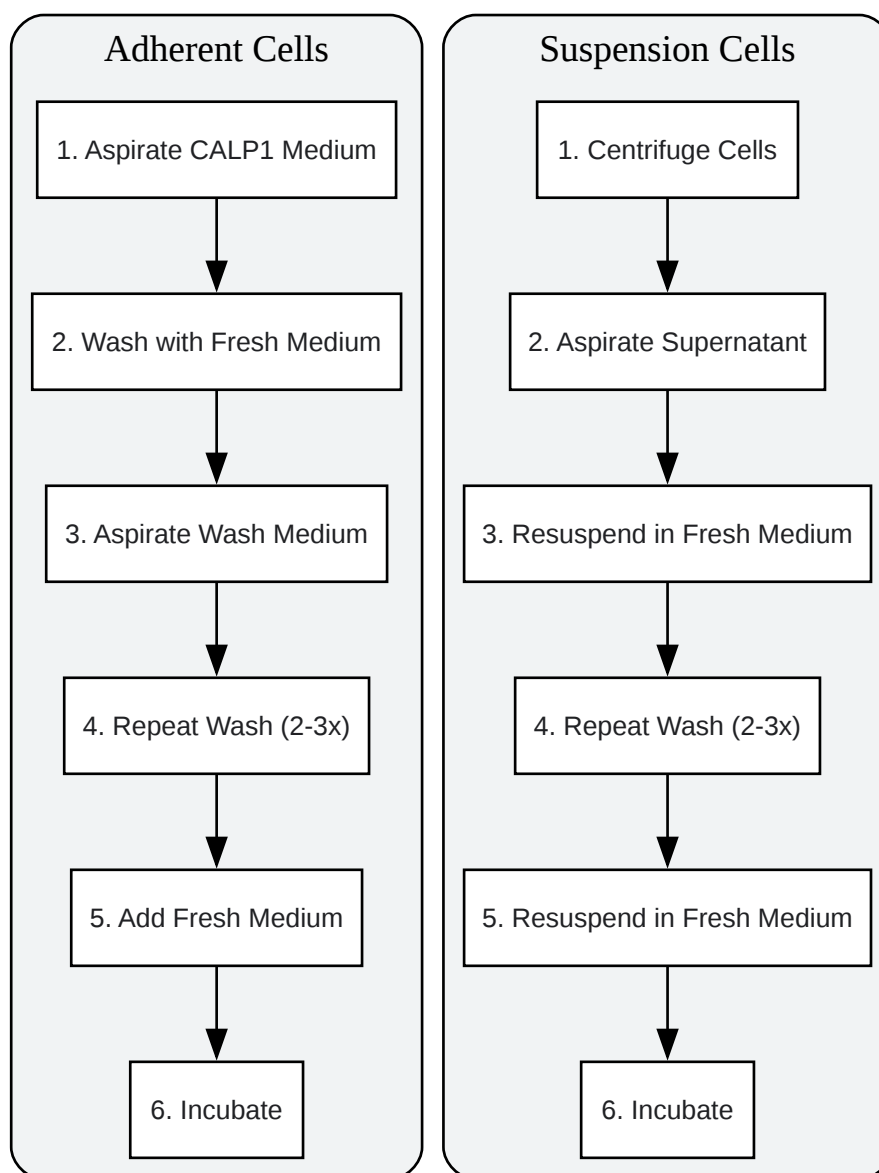 Adherent Cells
1. Aspirate CALP1 Medium
2. Wash with Fresh Medium
3. Aspirate Wash Medium
4. Repeat Wash (2-3x)
5. Add Fresh Medium
6. Incubate
Suspension Cells
1. Centrifuge Cells
2. Aspirate Supernatant
3. Resuspend in Fresh Medium
4. Repeat Wash (2-3x)
5. Resuspend in Fresh Medium
6. Incubate